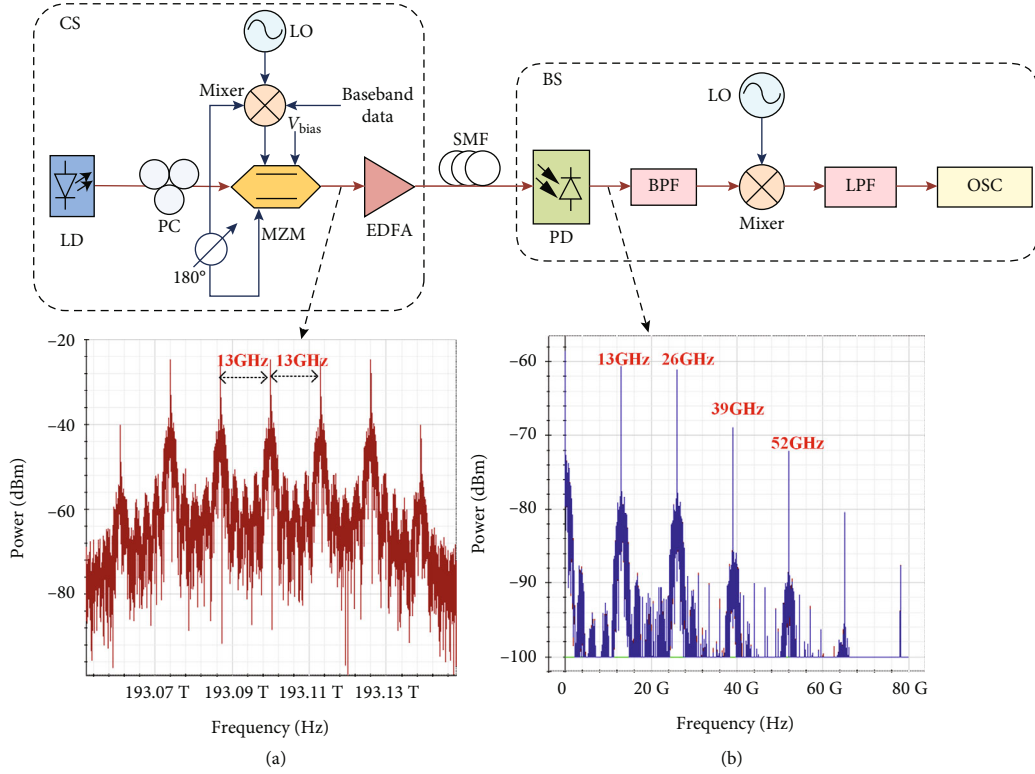 CS
LO
Mixer
Baseband
data
V_bias
LD
PC
MZM
180°
EDFA
SMF
BS
LO
PD
BPF
Mixer
LPF
OSC
Power (dBm)
−20
−40
−60
−80
13GHz
13GHz
193.07 T
193.09 T
193.11 T
193.13 T
Frequency (Hz)
(a)
Power (dBm)
−60
−70
−80
−90
−100
13GHz
26GHz
39GHz
52GHz
0
20 G
40 G
60 G
80 G
Frequency (Hz)
(b)